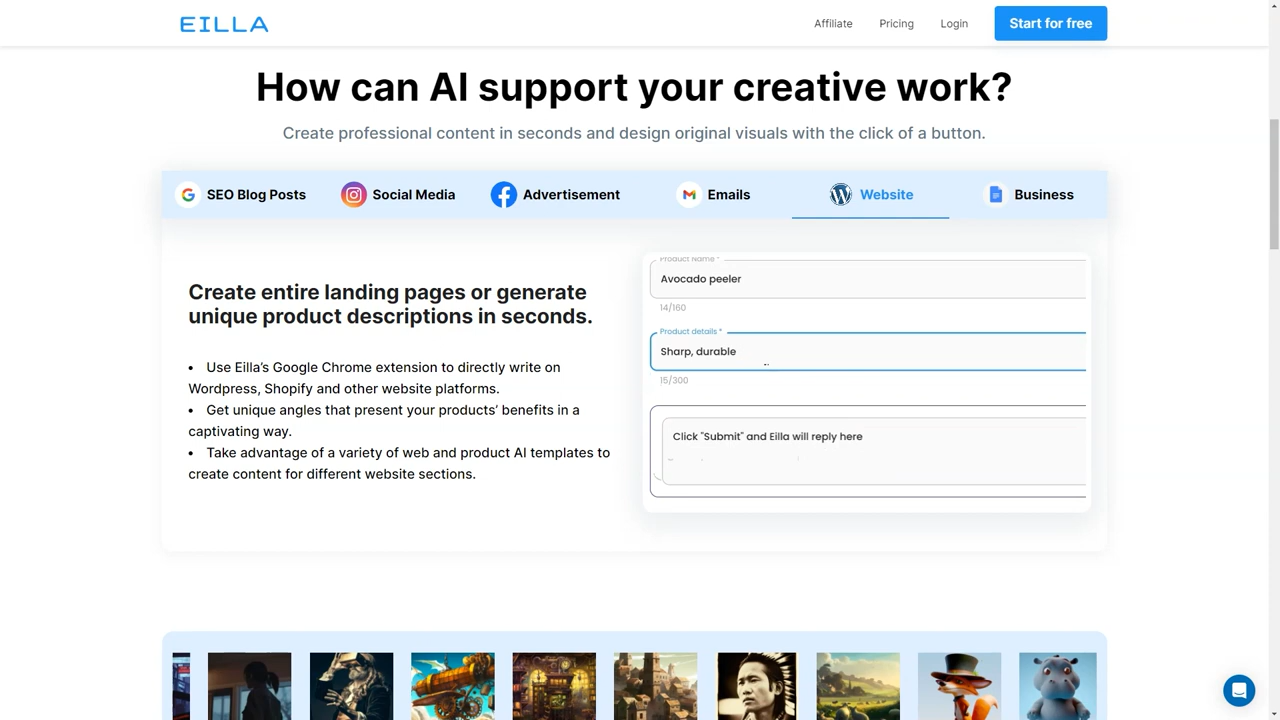 EILLA
Affiliate
Pricing
Login
Start for free
How can AI support your creative work?
Create professional content in seconds and design original visuals with the click of a button.
SEO Blog Posts
Social Media
Advertisement
Emails
Website
Business
Create entire landing pages or generate
unique product descriptions in seconds.
• Use Eilla’s Google Chrome extension to directly write on
Wordpress, Shopify and other website platforms.
• Get unique angles that present your products’ benefits in a
captivating way.
• Take advantage of a variety of web and product AI templates to
create content for different website sections.
Product Name *
Avocado peeler
14/160
Product details *
Sharp, durable
15/300
Click "Submit" and Eilla will reply here